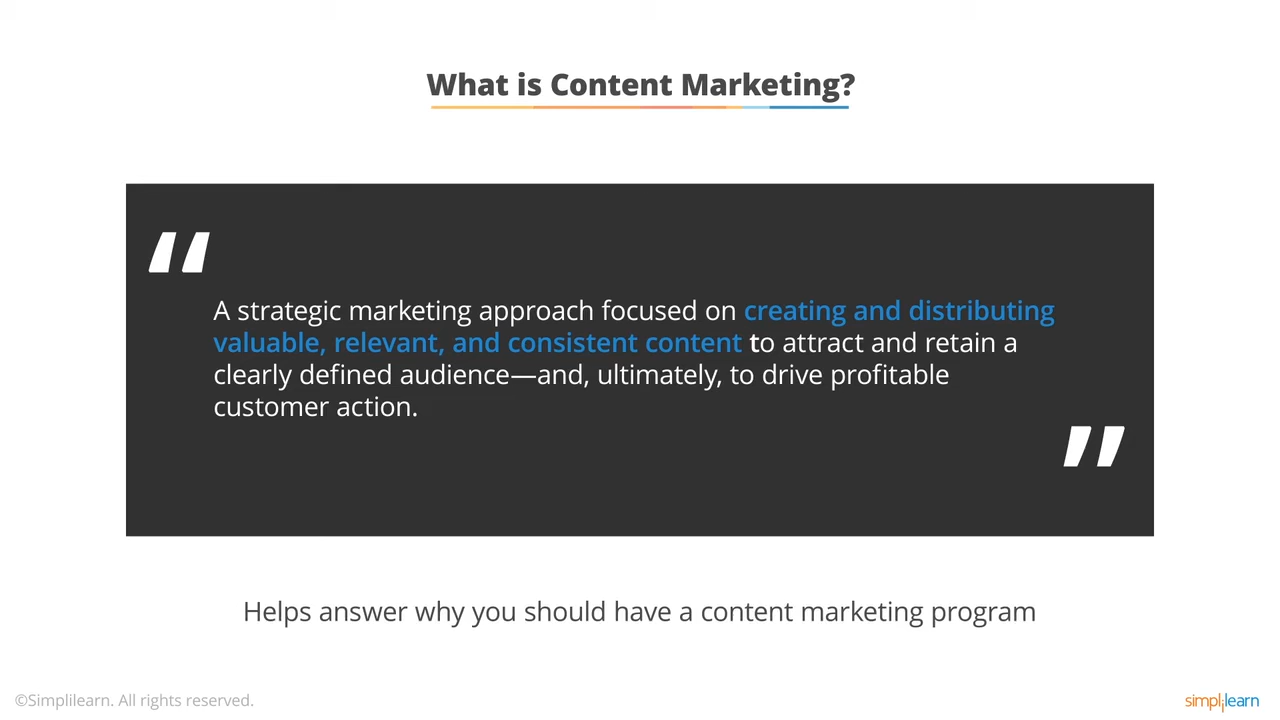 What is Content Marketing?
“
A strategic marketing approach focused on creating and distributing
valuable, relevant, and consistent content to attract and retain a
clearly defined audience—and, ultimately, to drive profitable
customer action.
”
Helps answer why you should have a content marketing program
©Simplilearn. All rights reserved.
simplilearn